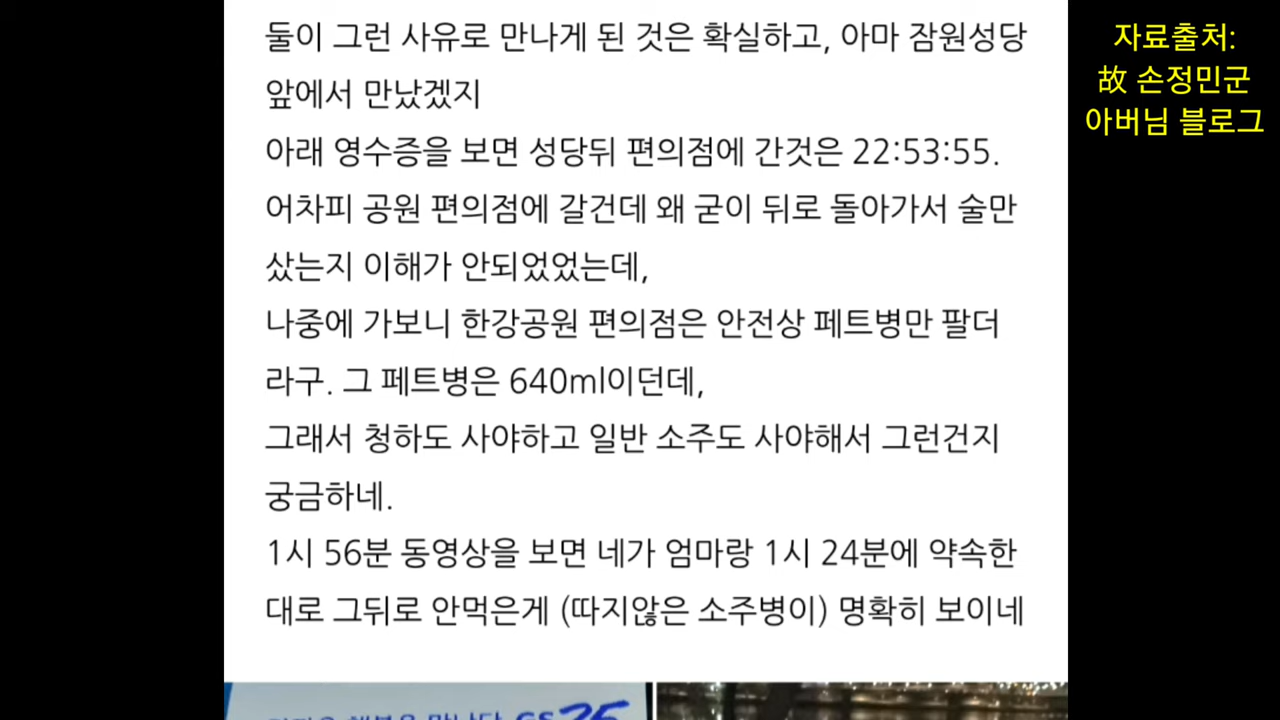 둘이 그런 사유로 만나게 된 것은 확실하고, 아마 잠원성당
앞에서 만났겠지
아래 영수증을 보면 성당뒤 편의점에 간것은 22:53:55.
어차피 공원 편의점에 갈건데 왜 굳이 뒤로 돌아가서 술만
샀는지 이해가 안되었었는데,
나중에 가보니 한강공원 편의점은 안전상 페트병만 팔더
라구. 그 페트병은 640ml이던데,
그래서 청하도 사야하고 일반 소주도 사야해서 그런건지
궁금하네.
1시 56분 동영상을 보면 네가 엄마랑 1시 24분에 약속한
대로 그뒤로 안먹은게 (따지않은 소주병이) 명확히 보이네
자료출처:
故 손정민군
아버님 블로그